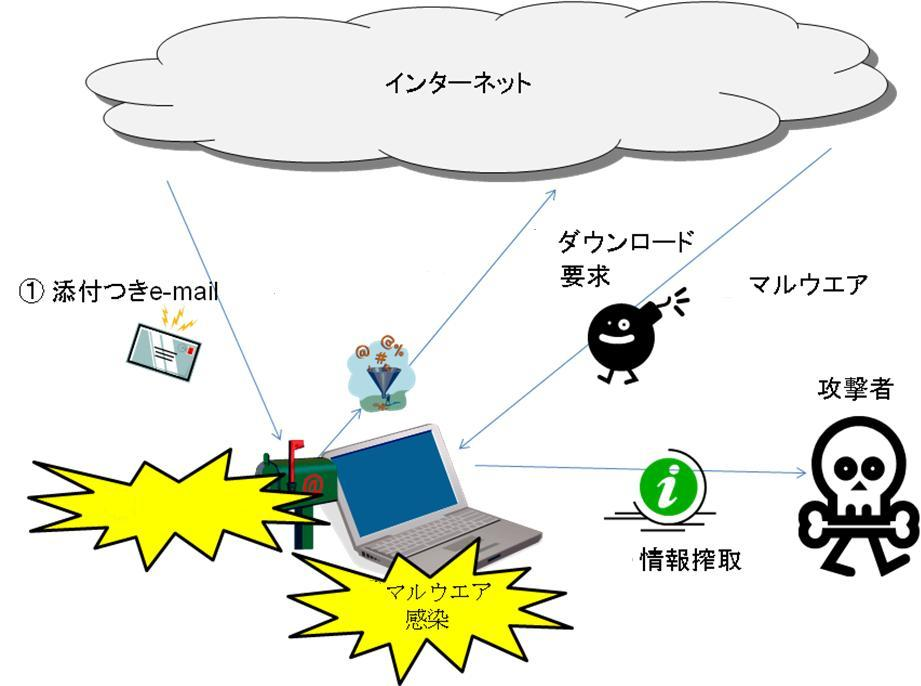 インターネット
ダウンロード
要求
① 添付つきe-mail
マルウエア
攻撃者
情報搾取
マルウエア
感染